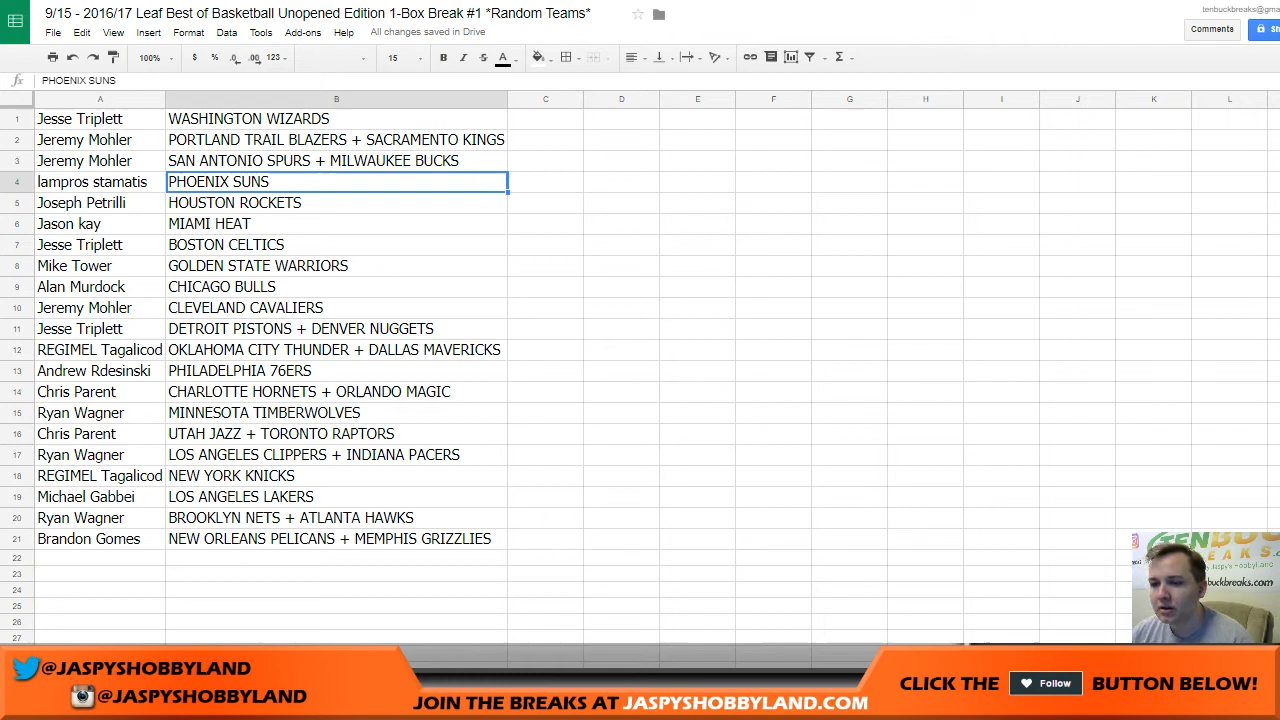 9/15 - 2016/17 Leaf Best of Basketball Unopened Edition 1-Box Break #1 *Random Teams*
tenbuckbreaks@gma
File Edit View Insert Format Data Tools Add-ons Help All changes saved in Drive
Comments
100% $ % .0 .00 123 15 B I S A
fx PHOENIX SUNS
A B C D E F G H I J K L
1 Jesse Triplett WASHINGTON WIZARDS
2 Jeremy Mohler PORTLAND TRAIL BLAZERS + SACRAMENTO KINGS
3 Jeremy Mohler SAN ANTONIO SPURS + MILWAUKEE BUCKS
4 lampros stamatis PHOENIX SUNS
5 Joseph Petrilli HOUSTON ROCKETS
6 Jason kay MIAMI HEAT
7 Jesse Triplett BOSTON CELTICS
8 Mike Tower GOLDEN STATE WARRIORS
9 Alan Murdock CHICAGO BULLS
10 Jeremy Mohler CLEVELAND CAVALIERS
11 Jesse Triplett DETROIT PISTONS + DENVER NUGGETS
12 REGIMEL Tagalicod OKLAHOMA CITY THUNDER + DALLAS MAVERICKS
13 Andrew Rdesinski PHILADELPHIA 76ERS
14 Chris Parent CHARLOTTE HORNETS + ORLANDO MAGIC
15 Ryan Wagner MINNESOTA TIMBERWOLVES
16 Chris Parent UTAH JAZZ + TORONTO RAPTORS
17 Ryan Wagner LOS ANGELES CLIPPERS + INDIANA PACERS
18 REGIMEL Tagalicod NEW YORK KNICKS
19 Michael Gabbei LOS ANGELES LAKERS
20 Ryan Wagner BROOKLYN NETS + ATLANTA HAWKS
21 Brandon Gomes NEW ORLEANS PELICANS + MEMPHIS GRIZZLIES
22
23
24
25
26
27
TENBUC
@JASPYSHOBBYLAND
@JASPYSHOBBYLAND
JOIN THE BREAKS AT JASPYSHOBBYLAND.COM
CLICK THE Follow BUTTON BELOW!